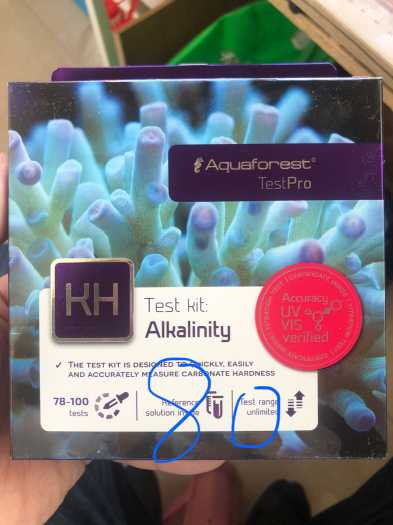 Aquaforest®
TestPro
KH
Test kit:
Alkalinity
Accuracy
UV
VIS
verified
✓ THE TEST KIT IS DESIGNED TO QUICKLY, EASILY
AND ACCURATELY MEASURE CARBONATE HARDNESS
78-100
tests
Reference
solution inside
Test range
unlimited
80